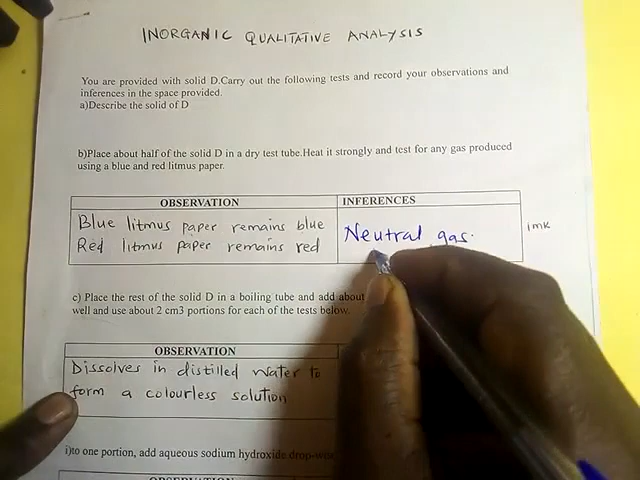 INORGANIC QUALITATIVE ANALYSIS
You are provided with solid D.Carry out the following tests and record your observations and
inferences in the space provided.
a)Describe the solid of D
b)Place about half of the solid D in a dry test tube.Heat it strongly and test for any gas produced
using a blue and red litmus paper.
OBSERVATION INFERENCES
Blue litmus paper remains blue
Red litmus paper remains red
Neutral gas.
1mk
c) Place the rest of the solid D in a boiling tube and add about
well and use about 2 cm3 portions for each of the tests below.
OBSERVATION
Dissolves in distilled water to
form a colourless solution
i)to one portion, add aqueous sodium hydroxide drop-wise
OBSERVATION